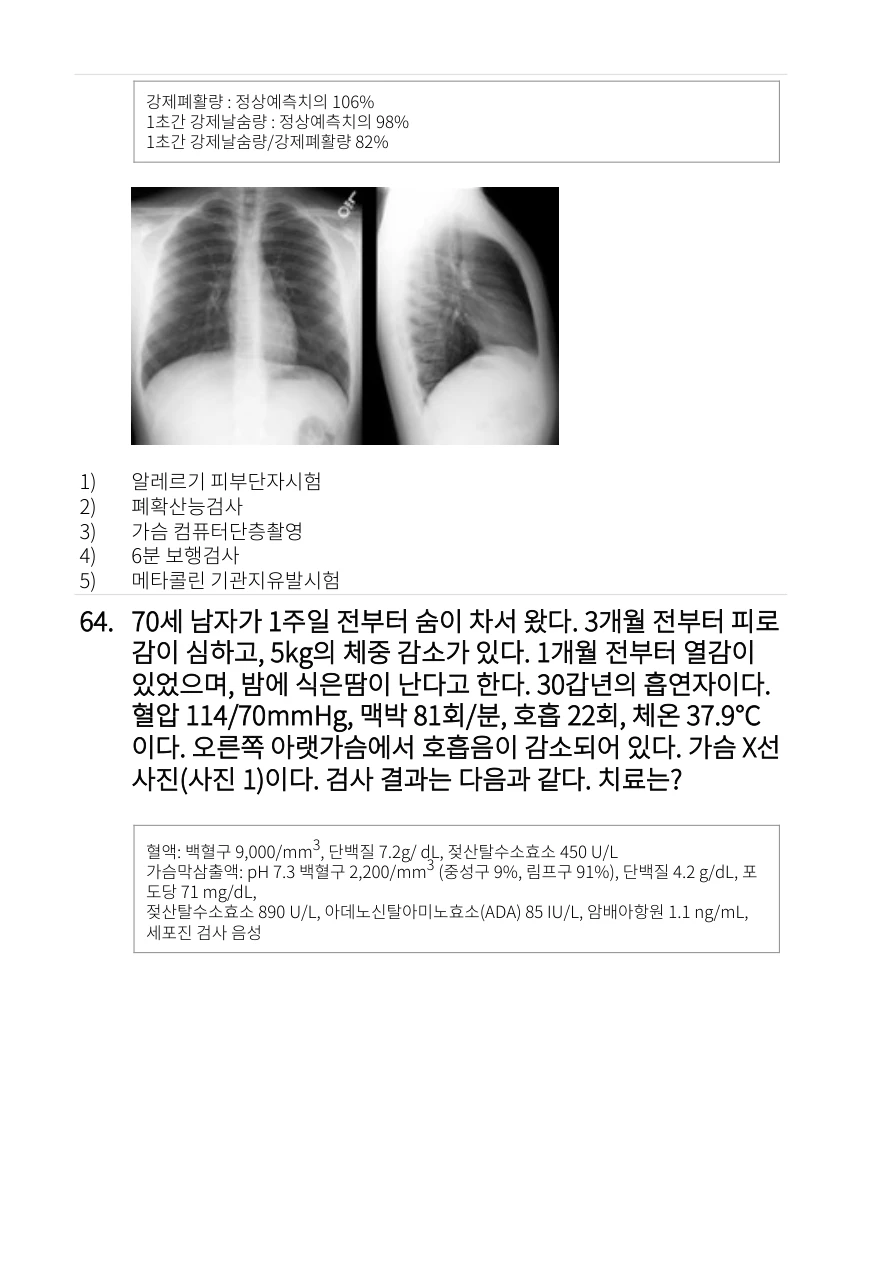 강제폐활량 : 정상예측치의 106%
1초간 강제날숨량 : 정상예측치의 98%
1초간 강제날숨량/강제폐활량 82%
1) 알레르기 피부단자시험
2) 폐확산능검사
3) 가슴 컴퓨터단층촬영
4) 6분 보행검사
5) 메타콜린 기관지유발시험
64. 70세 남자가 1주일 전부터 숨이 차서 왔다. 3개월 전부터 피로
감이 심하고, 5kg의 체중 감소가 있다. 1개월 전부터 열감이
있었으며, 밤에 식은땀이 난다고 한다. 30갑년의 흡연자이다.
혈압 114/70mmHg, 맥박 81회/분, 호흡 22회, 체온 37.9℃
이다. 오른쪽 아랫가슴에서 호흡음이 감소되어 있다. 가슴 X선
사진(사진 1)이다. 검사 결과는 다음과 같다. 치료는?
혈액: 백혈구 9,000/mm³, 단백질 7.2g/ dL, 젖산탈수소효소 450 U/L
가슴막삼출액: pH 7.3 백혈구 2,200/mm³ (중성구 9%, 림프구 91%), 단백질 4.2 g/dL, 포
도당 71 mg/dL,
젖산탈수소효소 890 U/L, 아데노신탈아미노효소(ADA) 85 IU/L, 암배아항원 1.1 ng/mL,
세포진 검사 음성